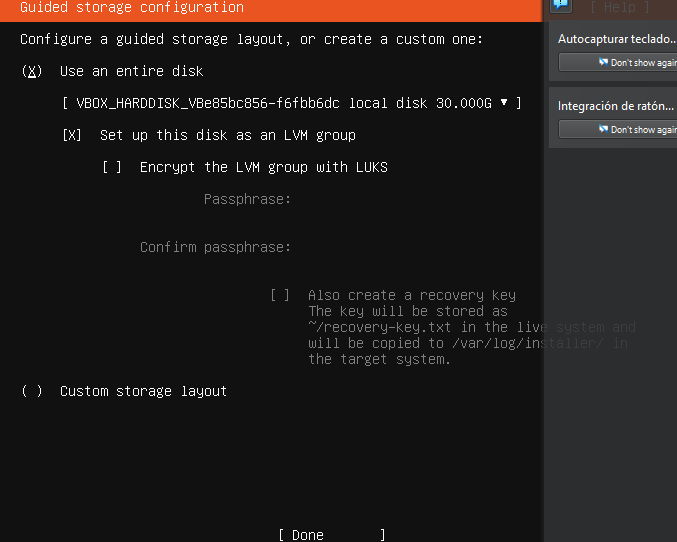 Guided storage configuration
[ Help ]
Configure a guided storage layout, or create a custom one:
(X) Use an entire disk
[ VBOX_HARDDISK_VBe85bc856-f6fbb6dc local disk 30.000G ▾ ]
[X] Set up this disk as an LVM group
[ ] Encrypt the LVM group with LUKS
Passphrase:
Confirm passphrase:
[ ] Also create a recovery key
The key will be stored as
~/recovery-key.txt in the live system and
will be copied to /var/log/installer/ in
the target system.
( ) Custom storage layout
[ Done ]
Autocapturar teclado...
Don't show again
Integración de ratón...
Don't show again